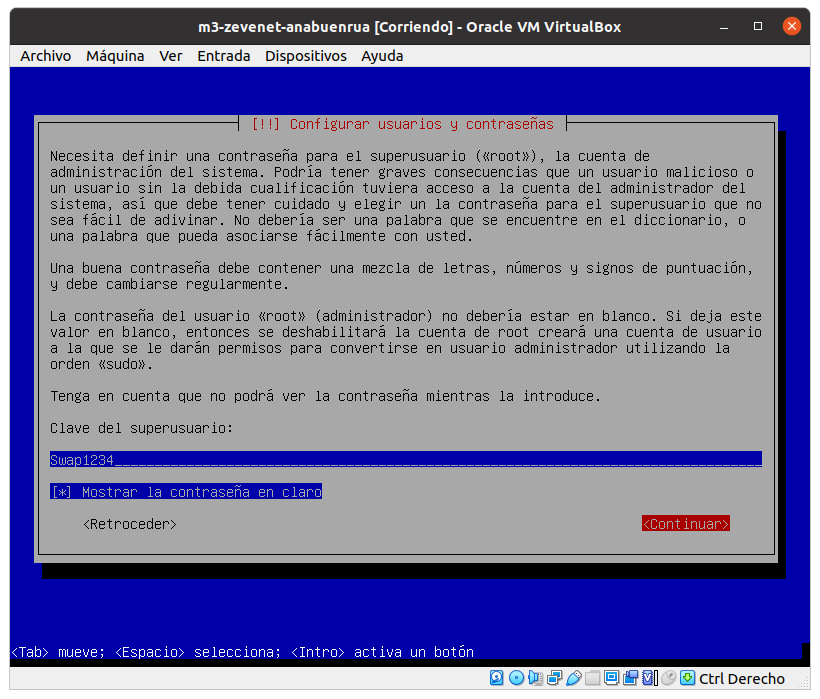 m3-zevenet-anabuenrua [Corriendo] - Oracle VM VirtualBox
Archivo Máquina Ver Entrada Dispositivos Ayuda
[!!] Configurar usuarios y contraseñas
Necesita definir una contraseña para el superusuario («root»), la cuenta de
administración del sistema. Podría tener graves consecuencias que un usuario malicioso o
un usuario sin la debida cualificación tuviera acceso a la cuenta del administrador del
sistema, así que debe tener cuidado y elegir un la contraseña para el superusuario que no
sea fácil de adivinar. No debería ser una palabra que se encuentre en el diccionario, o
una palabra que pueda asociarse fácilmente con usted.
Una buena contraseña debe contener una mezcla de letras, números y signos de puntuación,
y debe cambiarse regularmente.
La contraseña del usuario «root» (administrador) no debería estar en blanco. Si deja este
valor en blanco, entonces se deshabilitará la cuenta de root creará una cuenta de usuario
a la que se le darán permisos para convertirse en usuario administrador utilizando la
orden «sudo».
Tenga en cuenta que no podrá ver la contraseña mientras la introduce.
Clave del superusuario:
Swap1234
[*] Mostrar la contraseña en claro
<Retroceder> <Continuar>
<Tab> mueve; <Espacio> selecciona; <Intro> activa un botón
Ctrl Derecho